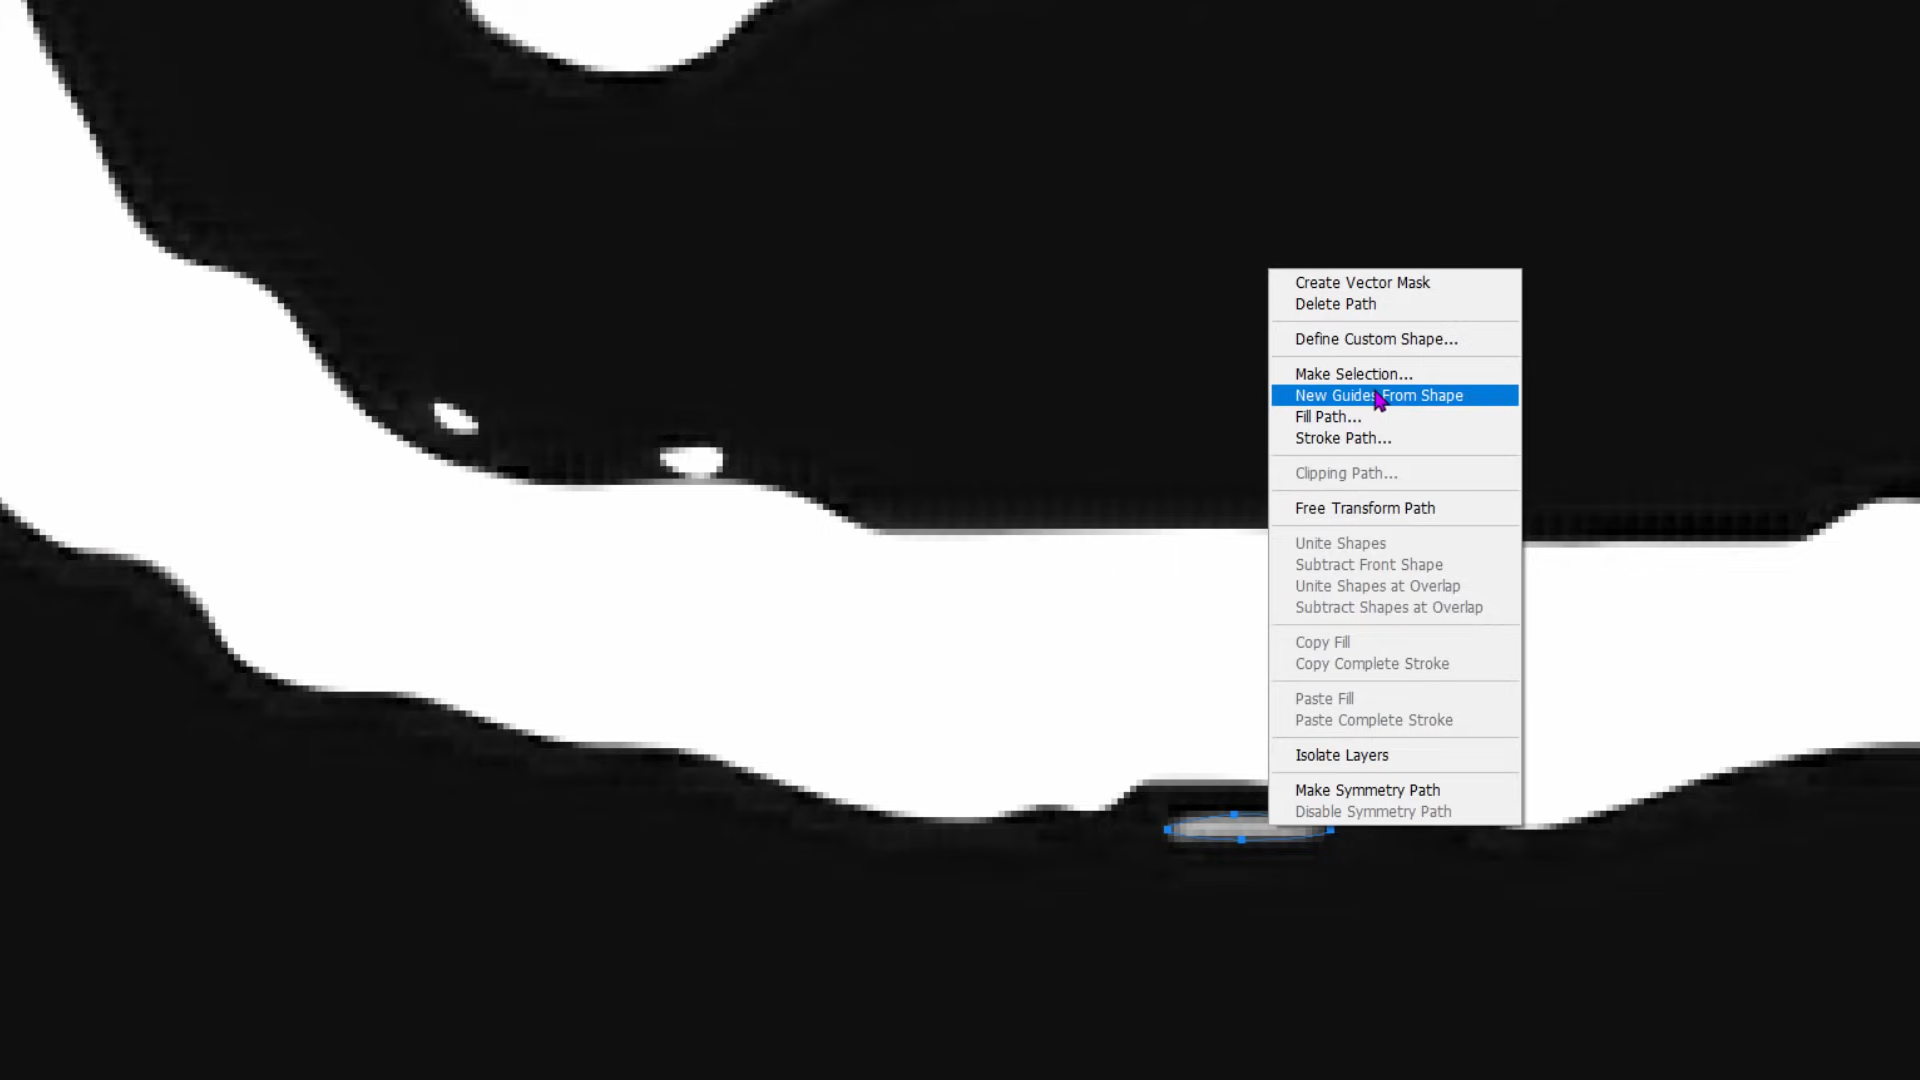 Create Vector Mask
Delete Path
Define Custom Shape...
Make Selection...
New Guides From Shape
Fill Path...
Stroke Path...
Clipping Path...
Free Transform Path
Unite Shapes
Subtract Front Shape
Unite Shapes at Overlap
Subtract Shapes at Overlap
Copy Fill
Copy Complete Stroke
Paste Fill
Paste Complete Stroke
Isolate Layers
Make Symmetry Path
Disable Symmetry Path